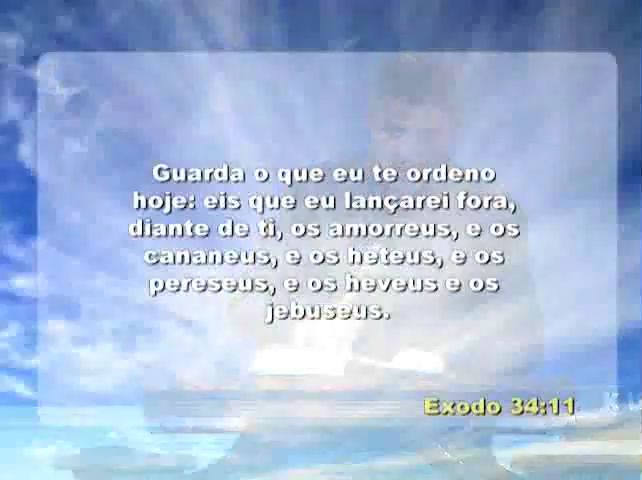 Guarda o que eu te ordeno
hoje: eis que eu lançarei fora,
diante de ti, os amorreus, e os
cananeus, e os heteus, e os
pereseus, e os heveus e os
jebuseus.
Exodo 34:11